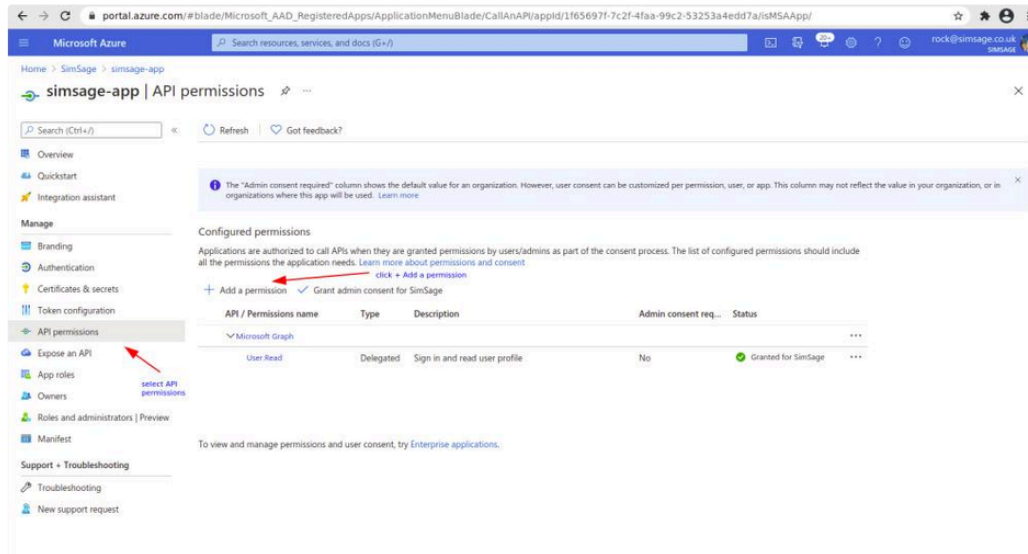 portal.azure.com/#blade/Microsoft_AAD_RegisteredApps/ApplicationMenuBlade/CallAnAPI/appId/1f65697f-7c2f-4faa-99c2-53253a4edd7a/isMSAApp/
Microsoft Azure
Search resources, services, and docs (G+/)
20+
rock@simsage.co.uk
SIMSAGE
Home > SimSage > simsage-app
simsage-app | API permissions
Search (Ctrl+/)
Refresh
Got feedback?
Overview
Quickstart
Integration assistant
The "Admin consent required" column shows the default value for an organization. However, user consent can be customized per permission, user, or app. This column may not reflect the value in your organization, or in
organizations where this app will be used. Learn more
Manage
Branding
Authentication
Certificates & secrets
Token configuration
API permissions
Expose an API
App roles
Owners
Roles and administrators | Preview
Manifest
select API
permissions
Support + Troubleshooting
Troubleshooting
New support request
Configured permissions
Applications are authorized to call APIs when they are granted permissions by users/admins as part of the consent process. The list of configured permissions should include
all the permissions the application needs. Learn more about permissions and consent
click + Add a permission
+ Add a permission ✓ Grant admin consent for SimSage
API / Permissions name Type Description Admin consent req... Status
Microsoft Graph ...
User.Read Delegated Sign in and read user profile No Granted for SimSage ...
To view and manage permissions and user consent, try Enterprise applications.